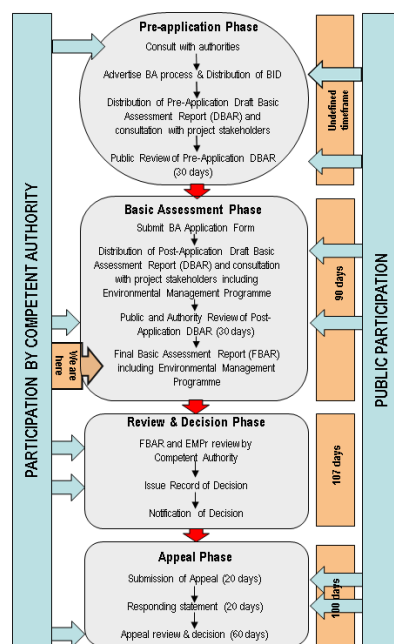 Pre-application Phase
Consult with authorities
Advertise BA process & Distribution of BID
Distribution of Pre-Application Draft Basic
Assessment Report (DBAR) and
consultation with project stakeholders
Public Review of Pre-Application DBAR
(30 days)
Undefined
timeframe
Basic Assessment Phase
Submit BA Application Form
Distribution of Post-Application Draft Basic
Assessment Report (DBAR) and consultation
with project stakeholders including
Environmental Management Programme
Public and Authority Review of Post-
Application DBAR (30 days)
Final Basic Assessment Report (FBAR)
including Environmental Management
Programme
90 days
We are
here
Review & Decision Phase
FBAR and EMPr review by
Competent Authority
Issue Record of Decision
Notification of Decision
107 days
Appeal Phase
Submission of Appeal (20 days)
Responding statement (20 days)
Appeal review & decision (60 days)
100 days
PARTICIPATION BY COMPETENT AUTHORITY
PUBLIC PARTICIPATION